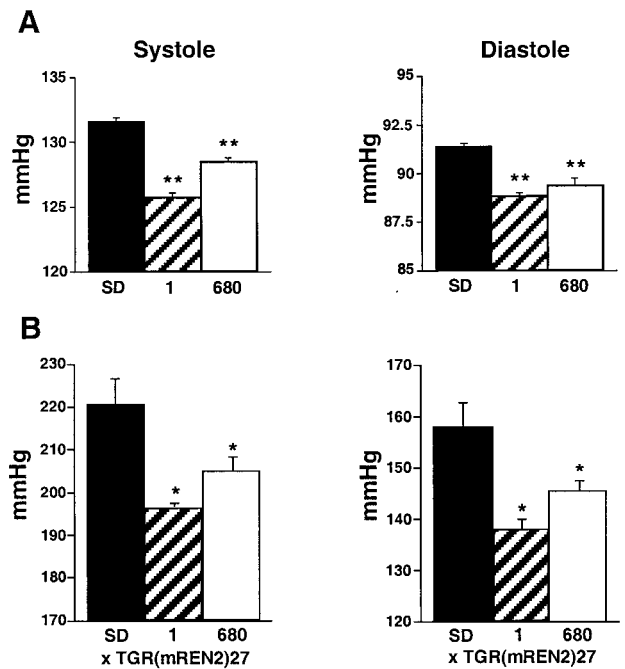 A
Systole
Diastole
mmHg
135
130
125
120
**
**
SD 1 680
mmHg
95
92.5
90
87.5
85
**
**
SD 1 680
B
mmHg
230
220
210
200
190
180
170
*
*
SD 1 680
x TGR(mREN2)27
mmHg
170
160
150
140
130
120
*
*
SD 1 680
x TGR(mREN2)27